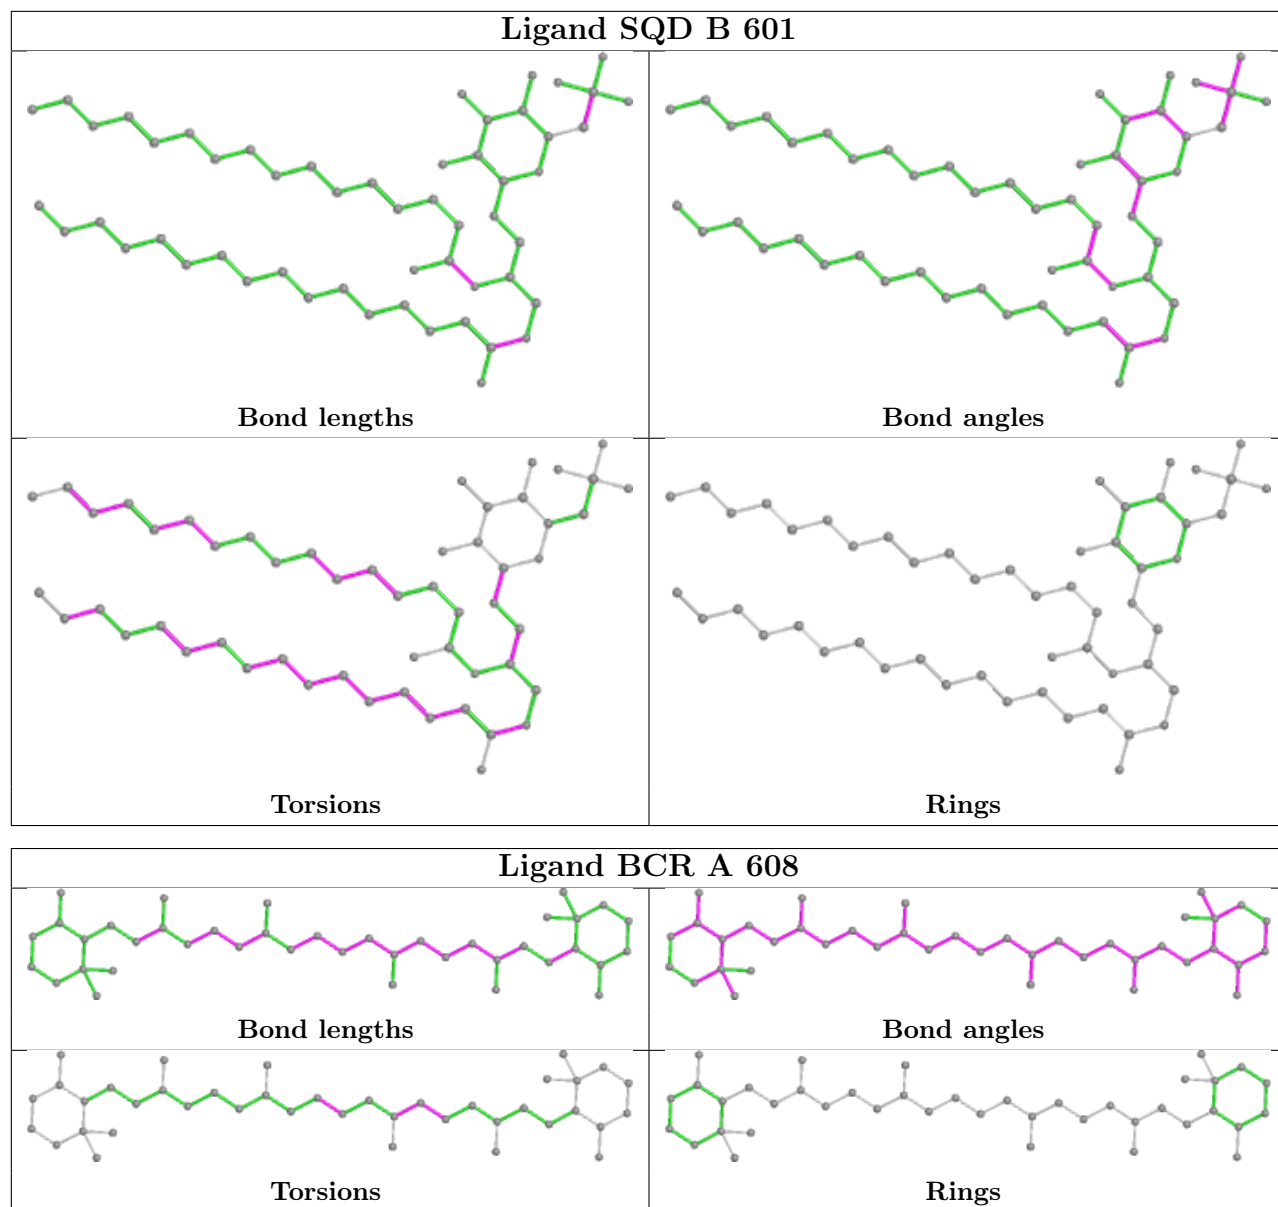 Ligand SQD B 601
Bond lengths
Bond angles
Torsions
Rings
Ligand BCR A 608
Bond lengths
Bond angles
Torsions
Rings